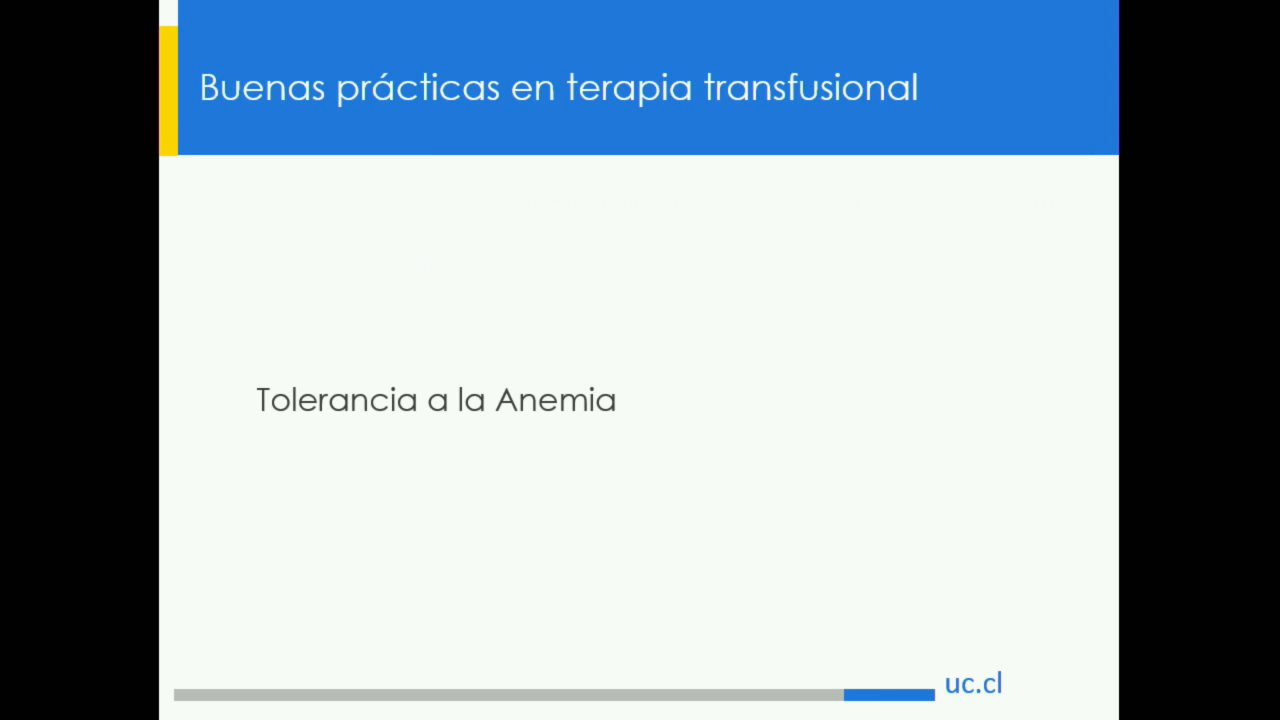 Buenas prácticas en terapia transfusional
Tolerancia a la Anemia
uc.cl